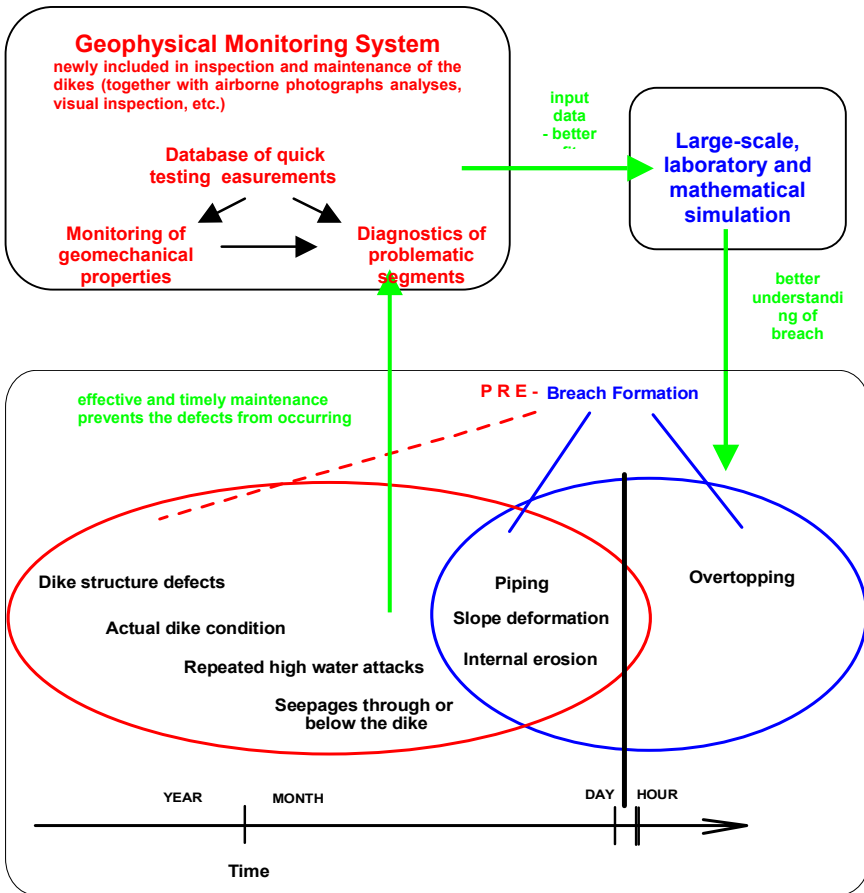 Geophysical Monitoring System
newly included in inspection and maintenance of the
dikes (together with airborne photographs analyses,
visual inspection, etc.)
Database of quick
testing easurements
Monitoring of
geomechanical
properties
Diagnostics of
problematic
segments
input
data
- better
Large-scale,
laboratory and
mathematical
simulation
better
understandi
ng of
breach
effective and timely maintenance
prevents the defects from occurring
P R E - Breach Formation
Dike structure defects
Actual dike condition
Repeated high water attacks
Seepages through or
below the dike
Piping
Slope deformation
Internal erosion
Overtopping
YEAR MONTH DAY HOUR
Time